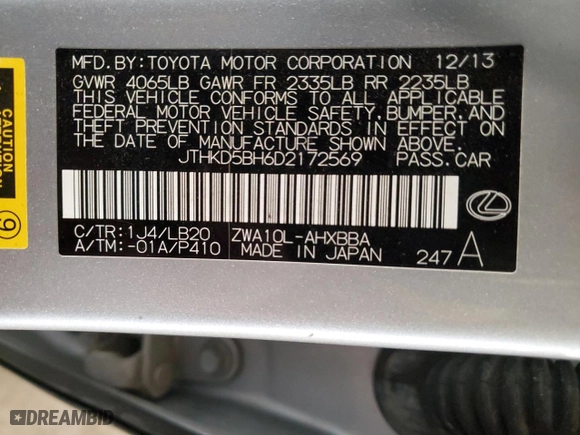 MFD.BY:TOYOTA MOTOR CORPORATION 12/13
GVWR 4065LB GAWR FR 2335LB RR 2235LB
THIS VEHICLE CONFORMS TO ALL APPLICABLE
FEDERAL MOTOR VEHICLE SAFETY,BUMPER,AND
THEFT PREVENTION STANDARDS IN EFFECT ON
THE DATE OF MANUFACTURE SHOWN ABOVE.
JTHKD5BH6D2172569 PASS.CAR
C/TR:1J4/LB20 ZWA10L-AHXBBA
A/TM:-01A/P410 MADE IN JAPAN 247A
CAUTION
9
DREAMBID